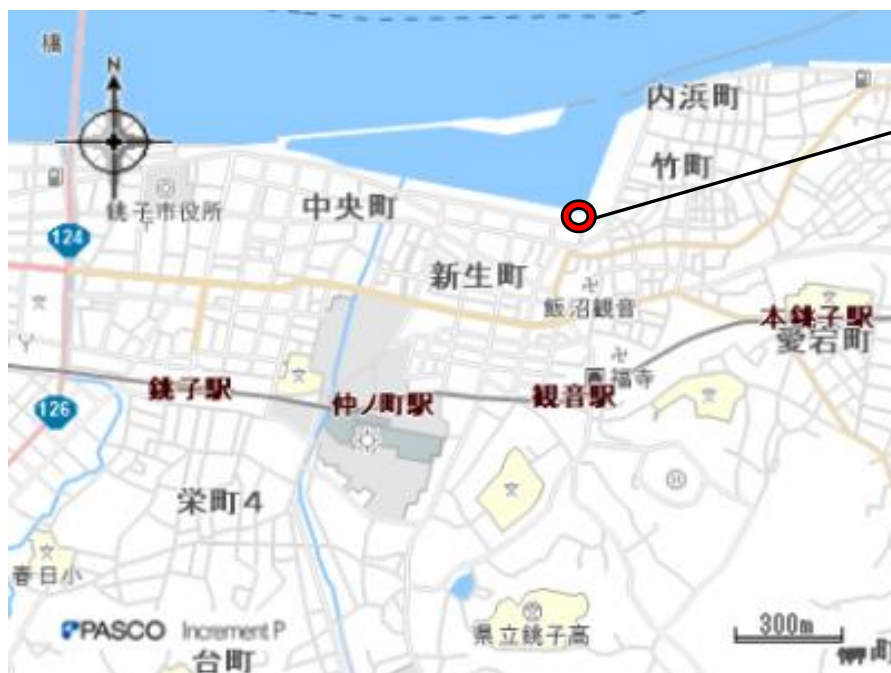 橋
N
内浜町
竹町
銚子市役所
中央町
124
新生町
飯沼観音
本銚子駅
愛宕町
銚子駅
仲ノ町駅
観音駅
福寺
126
栄町4
春日小
PASCO Increment P
県立銚子高
300m
台町
町